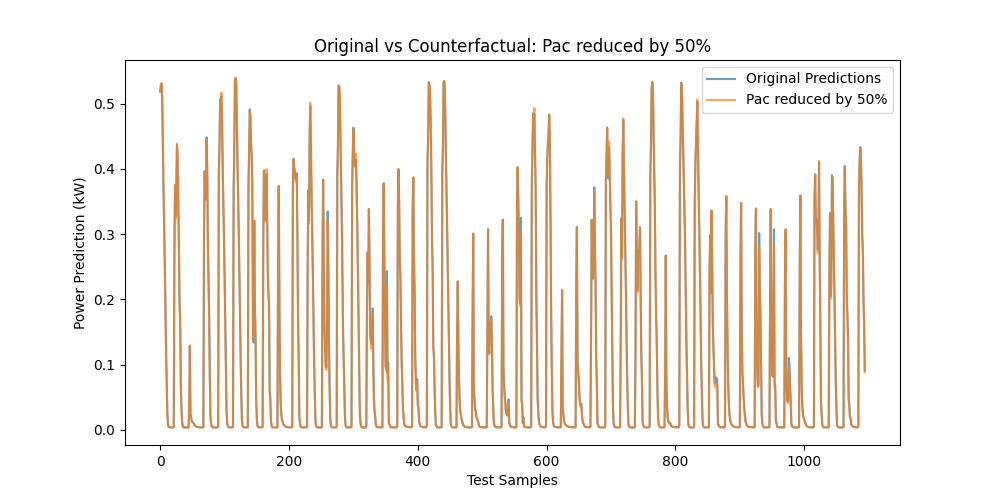 Original vs Counterfactual: Pac reduced by 50%
Original Predictions
Pac reduced by 50%
Power Prediction (kW)
0.5
0.4
0.3
0.2
0.1
0.0
0 200 400 600 800 1000
Test Samples